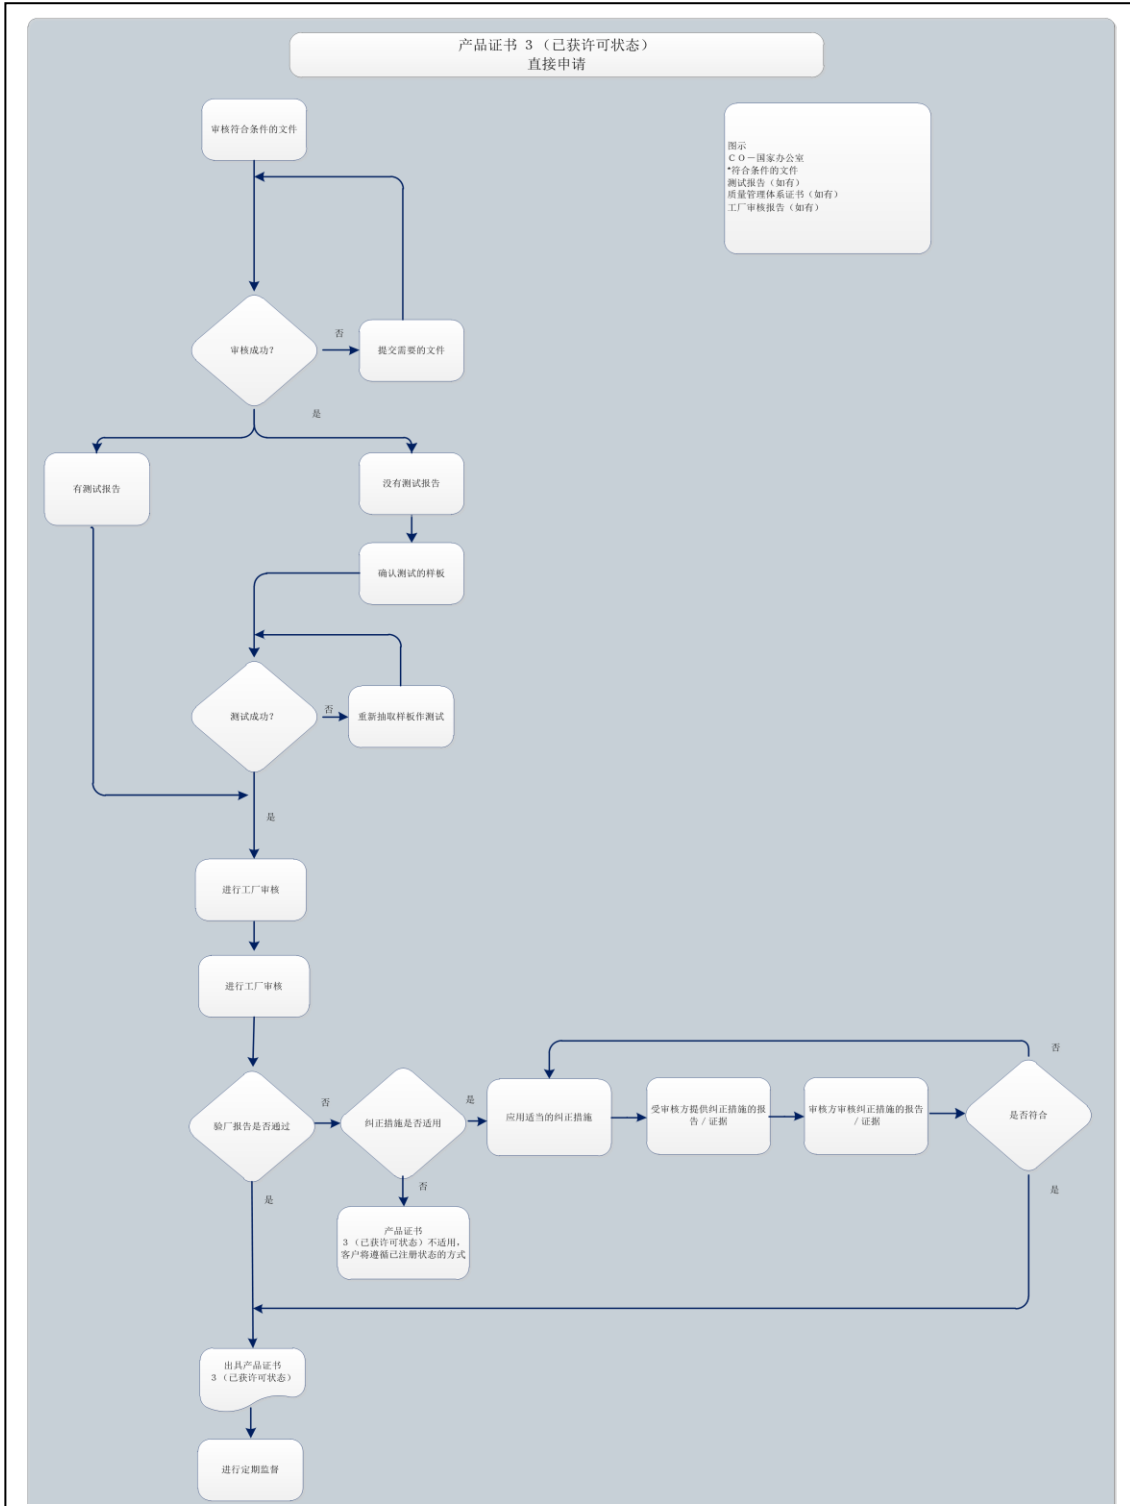 产品证书 3（已获许可状态）
直接申请
审核符合条件的文件
图示
CO－国家办公室
*符合条件的文件
测试报告（如有）
质量管理体系证书（如有）
工厂审核报告（如有）
审核成功?
否
提交需要的文件
是
有测试报告
没有测试报告
确认测试的样板
测试成功?
否
重新抽取样板作测试
是
进行工厂审核
进行工厂审核
验厂报告是否通过
否
纠正措施是否适用
是
应用适当的纠正措施
受审核方提供纠正措施的报
告／证据
审核方审核纠正措施的报告
／证据
否
是否符合
是
否
是
产品证书
3（已获许可状态）不适用，
客户将遵循已注册状态的方式
出具产品证书
3（已获许可状态）
进行定期监督